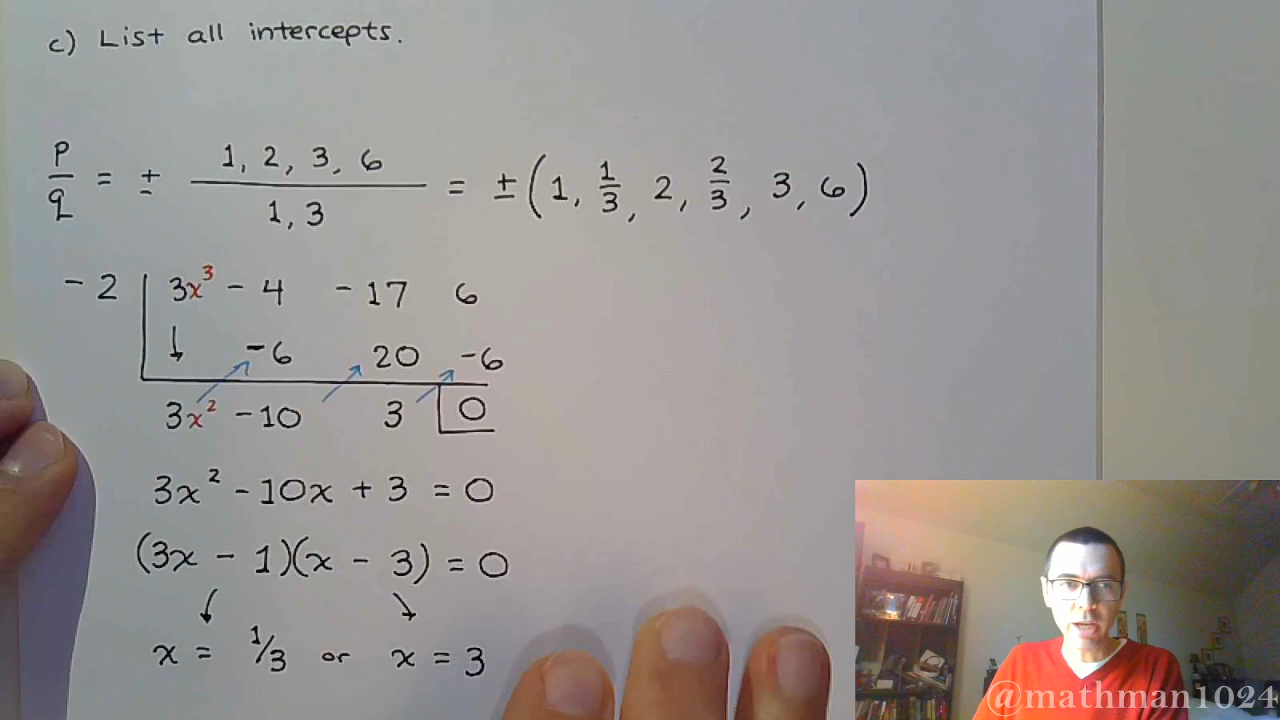 c) List all intercepts.
p/q = ± 1, 2, 3, 6 / 1, 3 = ± (1, 1/3, 2, 2/3, 3, 6)
-2 | 3x³ - 4 - 17 6
↓ -6 20 -6
3x² - 10 3 0
3x² - 10x + 3 = 0
(3x - 1)(x - 3) = 0
↓ ↓
x = 1/3 or x = 3
@mathman1024